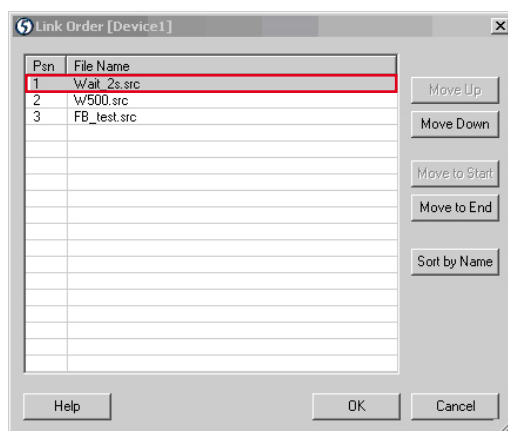 Link Order [Device1]
Psn File Name
1 Wait_2s.src
2 W500.src
3 FB_test.src
Move Up
Move Down
Move to Start
Move to End
Sort by Name
Help OK Cancel